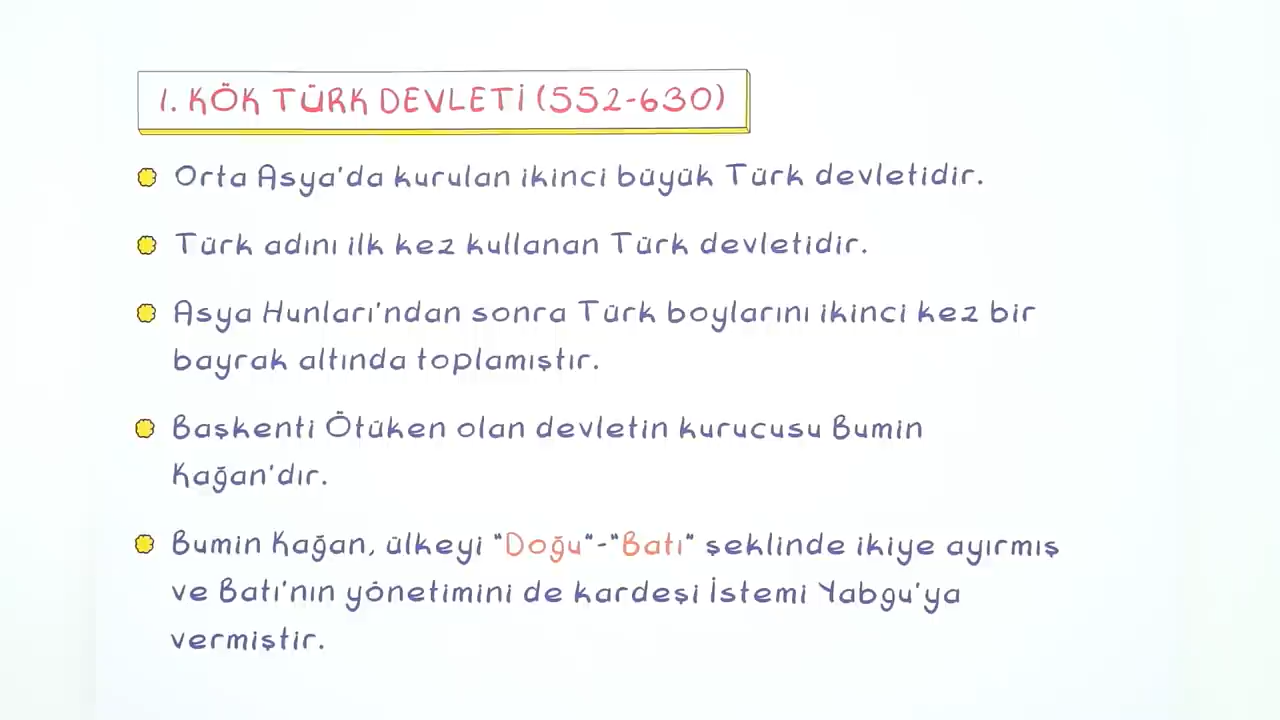 1. KÖK TÜRK DEVLETİ (552-630)
Orta Asya'da kurulan ikinci büyük Türk devletidir.
Türk adını ilk kez kullanan Türk devletidir.
Asya Hunları'ndan sonra Türk boylarını ikinci kez bir
bayrak altında toplamıştır.
Başkenti Ötüken olan devletin kurucusu Bumin
Kağan'dır.
Bumin Kağan, ülkeyi "Doğu"-"Batı" şeklinde ikiye ayırmış
ve Batı'nın yönetimini de kardeşi İstemi Yabgu'ya
vermiştir.